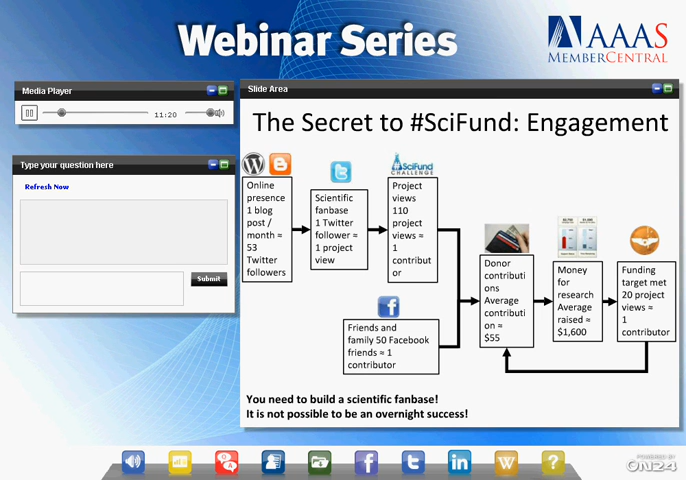 Webinar Series
AAAS
MEMBERCENTRAL
Media Player
11:20
Type your question here
Refresh Now
Submit
Slide Area
The Secret to #SciFund: Engagement
Online
presence
1 blog
post /
month ≈
53
Twitter
followers
Scientific
fanbase
1 Twitter
follower ≈
1 project
view
SciFund
CHALLENGE
Project
views
110
project
views ≈
1
contribut
or
Friends and
family 50 Facebook
friends ≈ 1
contributor
Donor
contributi
ons
Average
contributi
on ≈
$55
Money
for
research
Average
raised ≈
$1,600
Funding
target met
20 project
views ≈
1
contributor
You need to build a scientific fanbase!
It is not possible to be an overnight success!
Q
A
POWERED BY
ON24